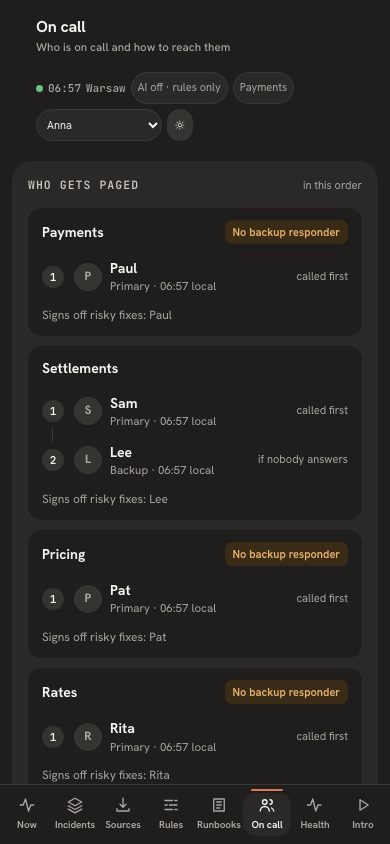 On call
Who is on call and how to reach them
06:57 Warsaw
AI off · rules only
Payments
Anna
WHO GETS PAGED
in this order
Payments
No backup responder
1
P
Paul
Primary · 06:57 local
called first
Signs off risky fixes: Paul
Settlements
1
S
Sam
Primary · 06:57 local
called first
2
L
Lee
Backup · 06:57 local
if nobody answers
Signs off risky fixes: Lee
Pricing
No backup responder
1
P
Pat
Primary · 06:57 local
called first
Signs off risky fixes: Pat
Rates
No backup responder
1
R
Rita
Primary · 06:57 local
called first
Signs off risky fixes: Rita
Now
Incidents
Sources
Rules
Runbooks
On call
Health
Intro